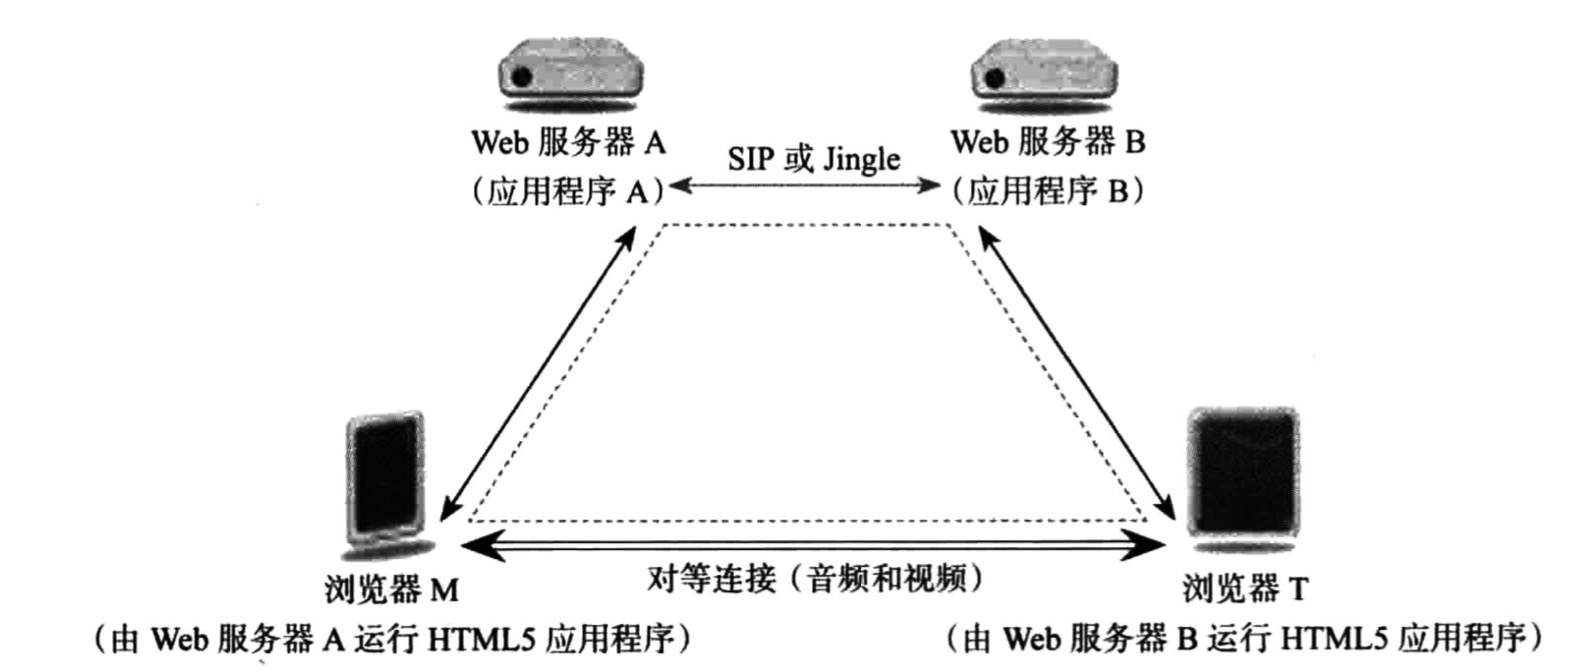 Web 服务器 A
Web 服务器 B
SIP 或 Jingle
（应用程序 A）
（应用程序 B）
对等连接（音频和视频）
浏览器 M
浏览器 T
（由 Web 服务器 A 运行 HTML5 应用程序）
（由 Web 服务器 B 运行 HTML5 应用程序）